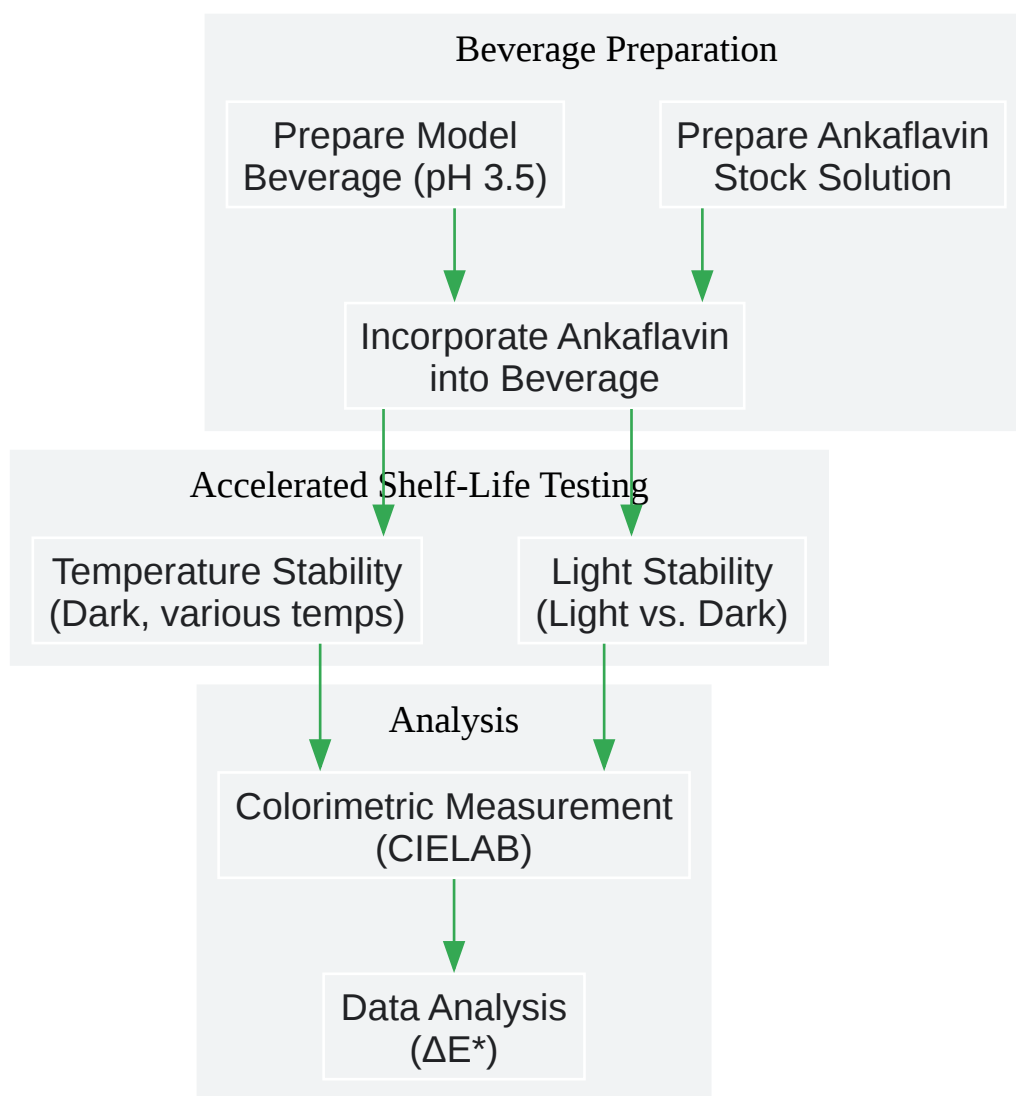 Beverage Preparation
Prepare Model
Beverage (pH 3.5)
Prepare Ankaflavin
Stock Solution
Incorporate Ankaflavin
into Beverage
Accelerated Shelf-Life Testing
Temperature Stability
(Dark, various temps)
Light Stability
(Light vs. Dark)
Analysis
Colorimetric Measurement
(CIELAB)
Data Analysis
(ΔE*)